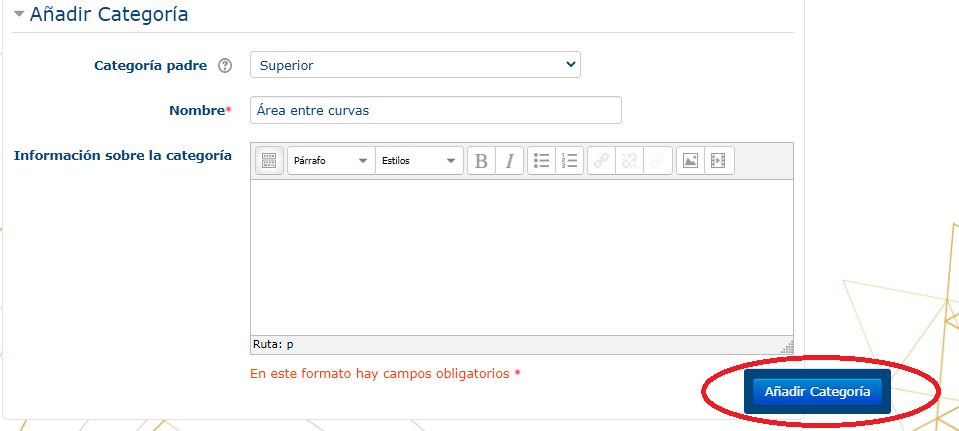 Añadir Categoría
Categoría padre Superior
Nombre* Área entre curvas
Información sobre la categoría
Párrafo Estilos B I
Ruta: p
En este formato hay campos obligatorios *
Añadir Categoría